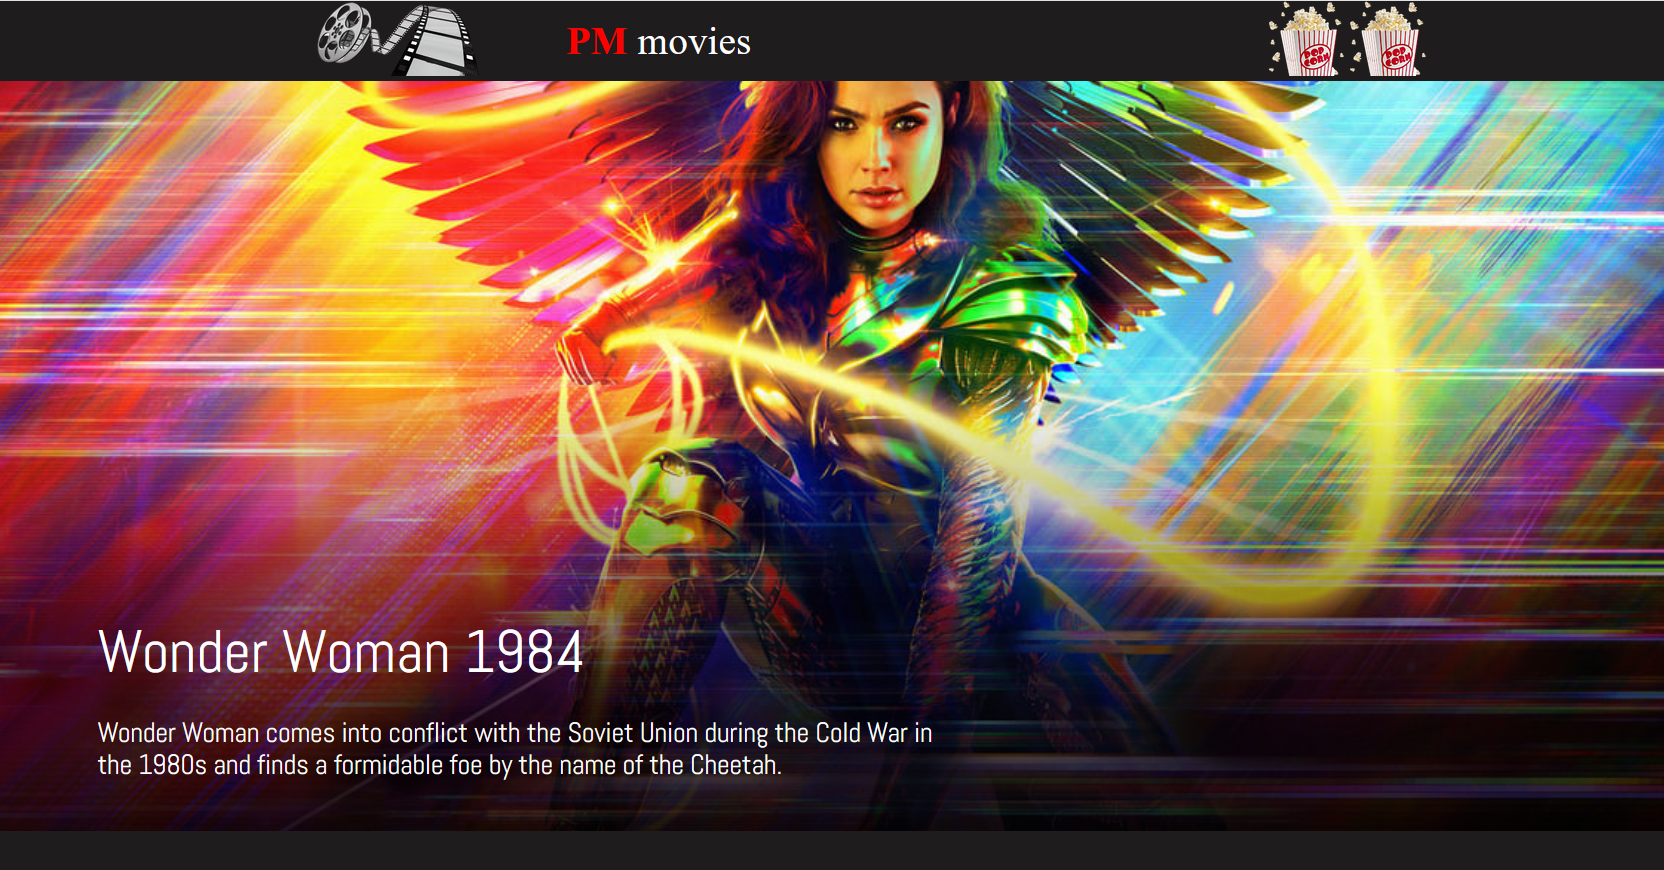 PM movies
POP
CORN
POP
CORN
Wonder Woman 1984
Wonder Woman comes into conflict with the Soviet Union during the Cold War in
the 1980s and finds a formidable foe by the name of the Cheetah.